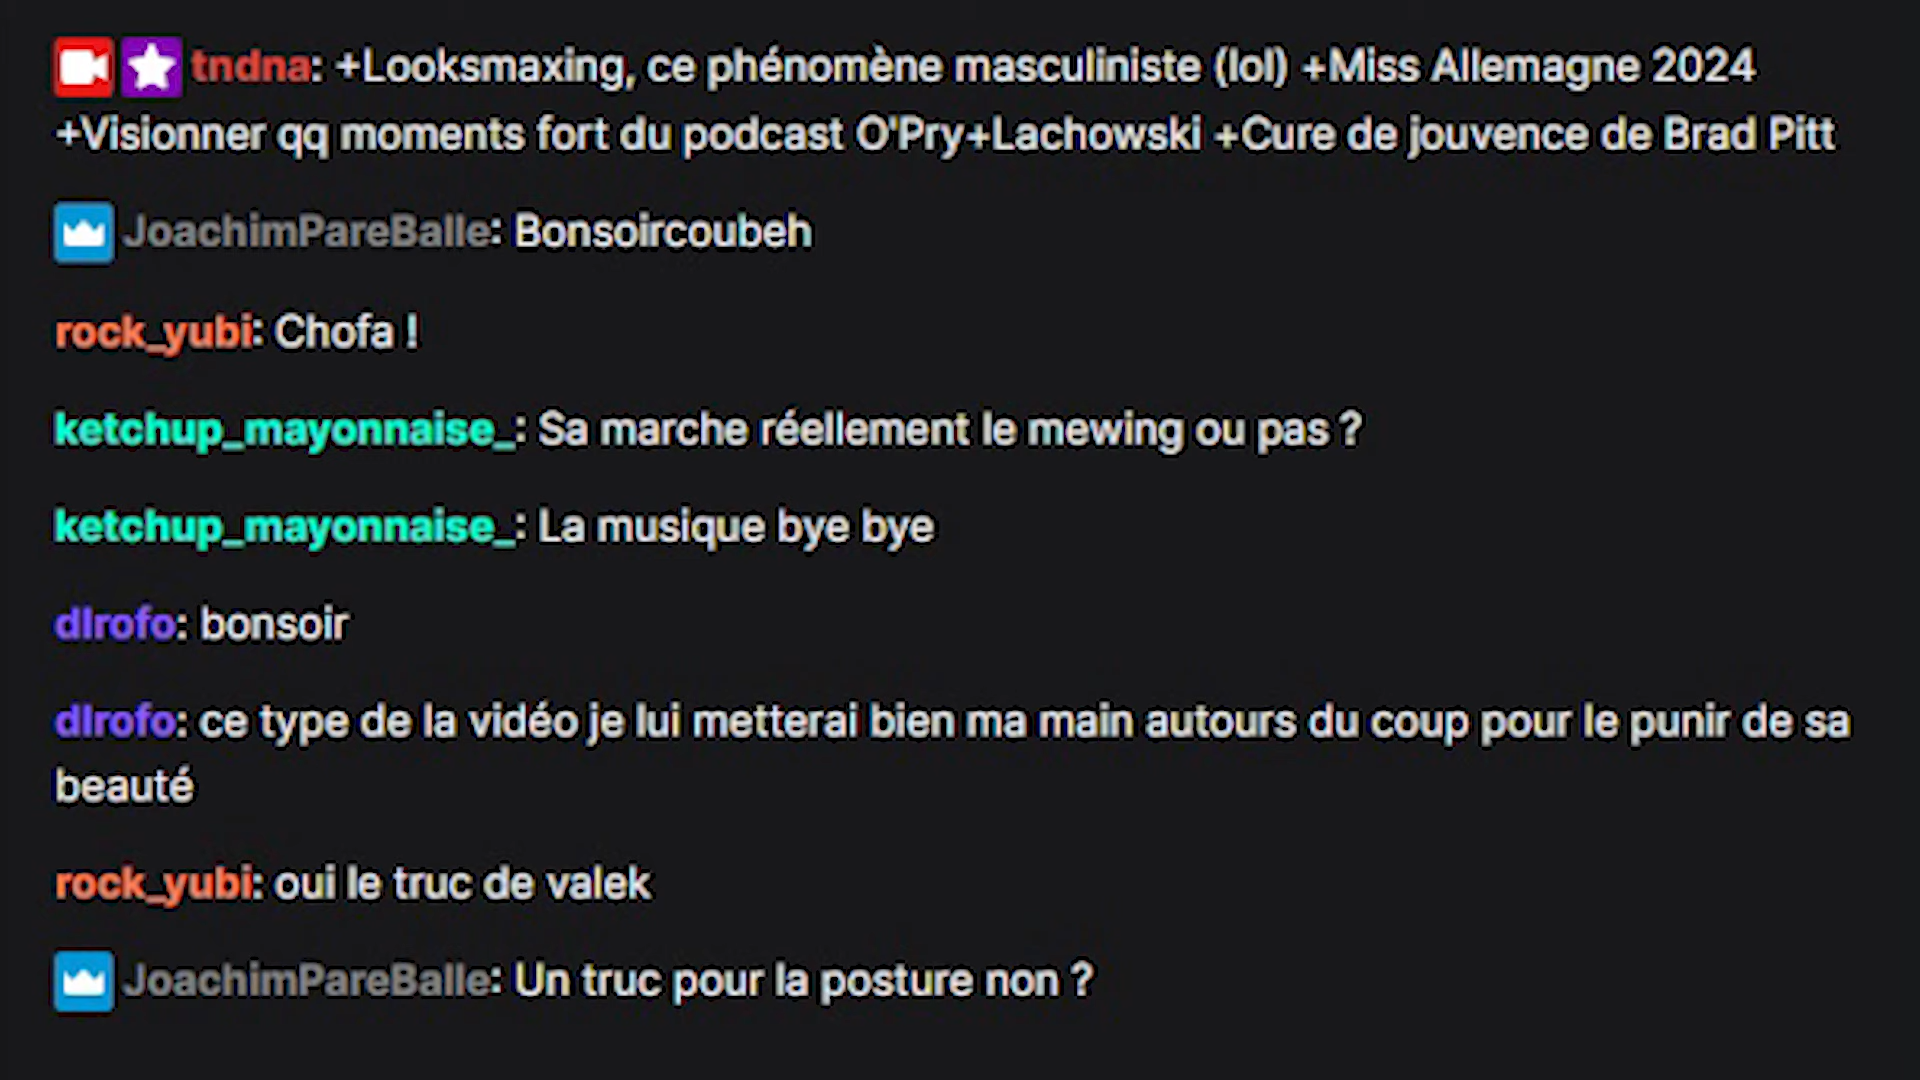 tndna: +Looksmaxing, ce phénomène masculiniste (lol) +Miss Allemagne 2024
+Visionner qq moments fort du podcast O'Pry+Lachowski +Cure de jouvence de Brad Pitt
JoachimPareBalle: Bonsoircoubeh
rock_yubi: Chofa !
ketchup_mayonnaise_: Sa marche réellement le mewing ou pas ?
ketchup_mayonnaise_: La musique bye bye
dlrofo: bonsoir
dlrofo: ce type de la vidéo je lui metterai bien ma main autours du coup pour le punir de sa
beauté
rock_yubi: oui le truc de valek
JoachimPareBalle: Un truc pour la posture non ?